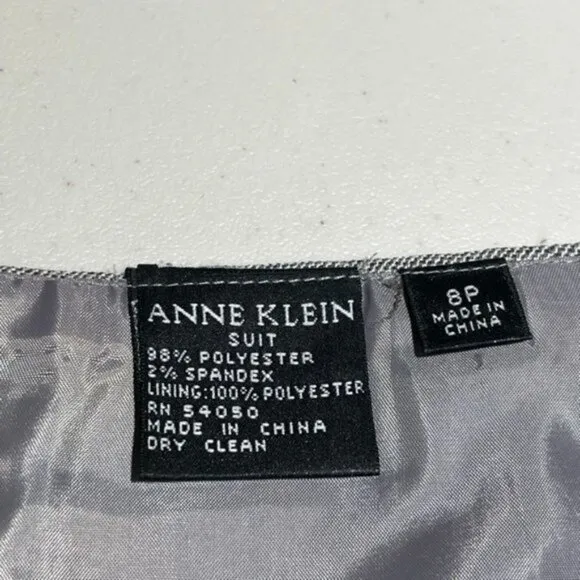 ANNE KLEIN
SUIT
98% POLYESTER
2% SPANDEX
LINING:100% POLYESTER
RN 54050
MADE IN CHINA
DRY CLEAN
8P
MADE IN
CHINA